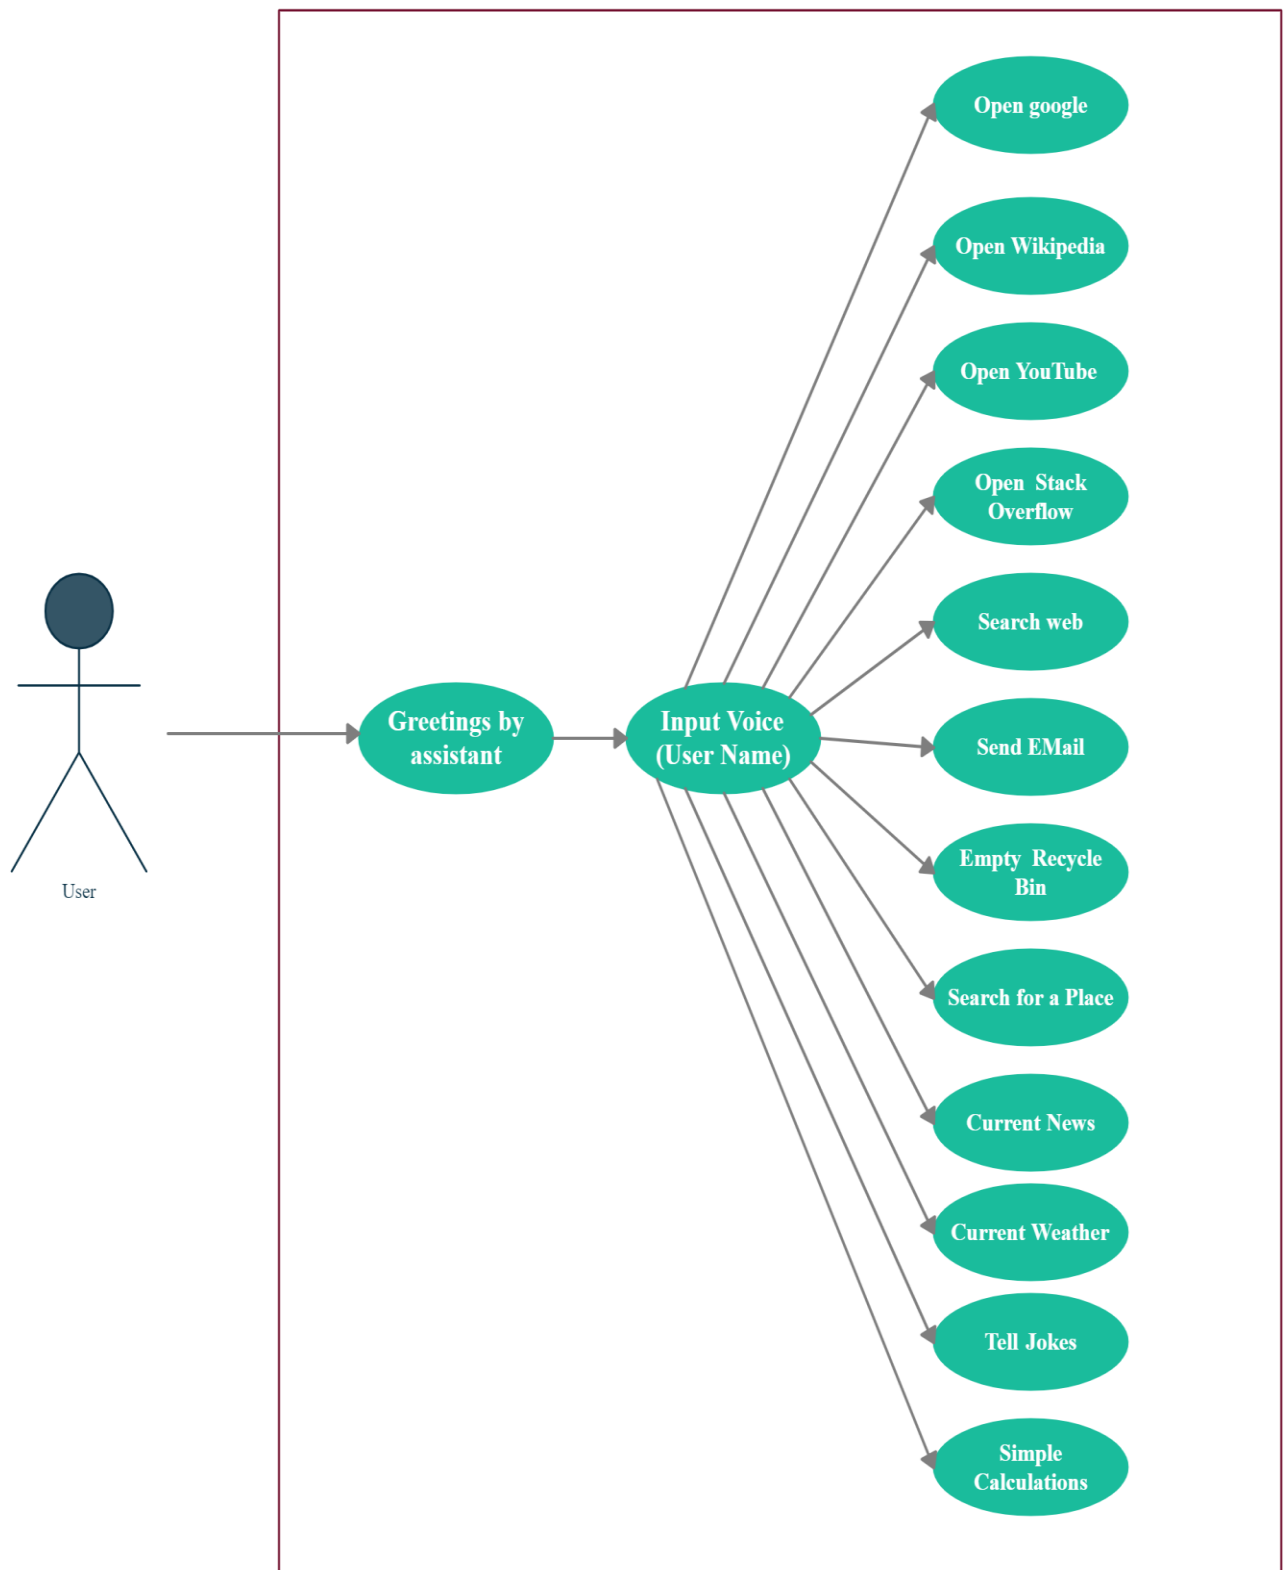 Open google
Open Wikipedia
Open YouTube
Open  Stack
Overflow
Search web
Send EMail
Empty  Recycle
Bin
Search for a Place
Current News
Current Weather
Tell Jokes
Simple
Calculations
Input Voice
(User Name)
Greetings by
assistant
User